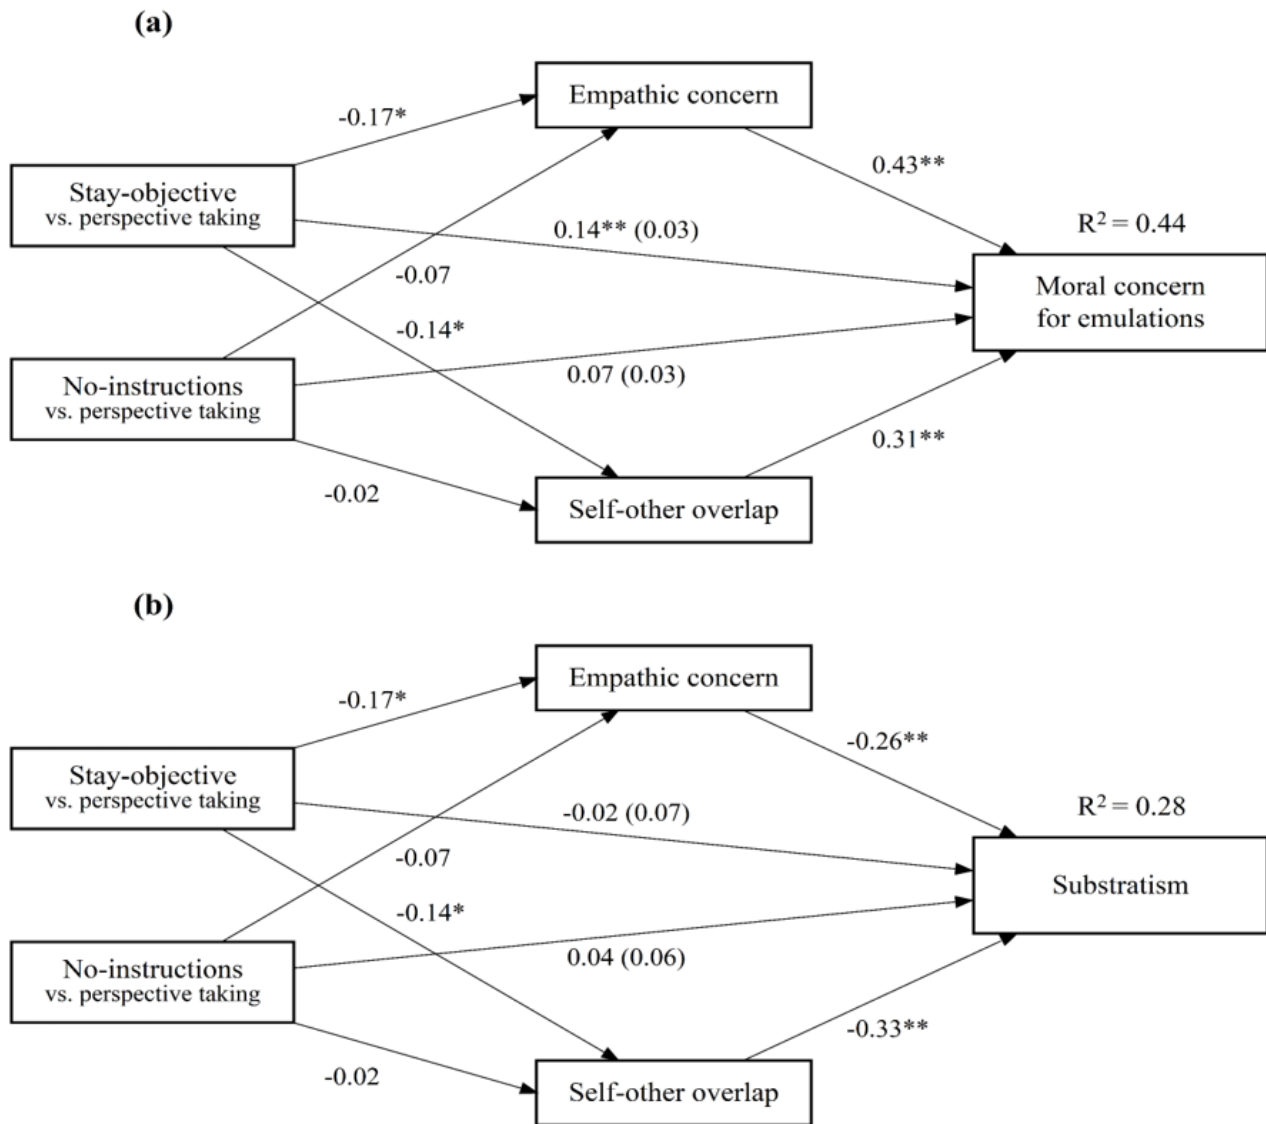 (a)
Empathic concern
-0.17*
0.43**
Stay-objective
vs. perspective taking
0.14** (0.03)
R² = 0.44
-0.07
Moral concern
for emulations
-0.14*
No-instructions
vs. perspective taking
0.07 (0.03)
0.31**
-0.02
Self-other overlap
(b)
Empathic concern
-0.17*
-0.26**
Stay-objective
vs. perspective taking
-0.02 (0.07)
R² = 0.28
-0.07
Substratism
-0.14*
No-instructions
vs. perspective taking
0.04 (0.06)
-0.33**
-0.02
Self-other overlap